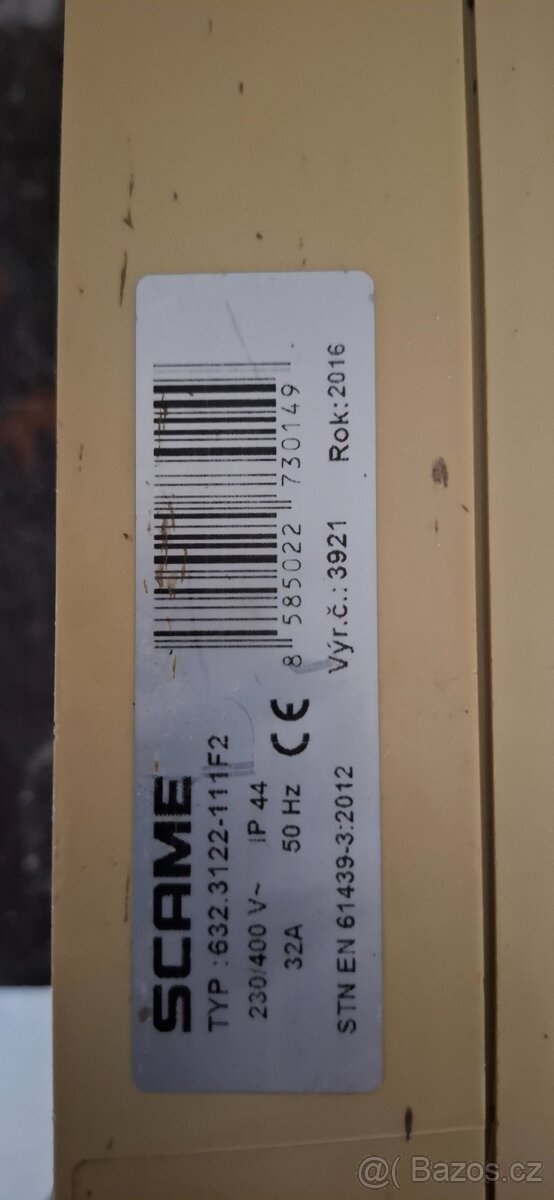 SCAME
TYP : 632.3122-111F2
230/400 V~ IP 44
32A 50 Hz CE
STN EN 61439-3:2012
8 585022 730149
Výr.č.: 3921 Rok: 2016
@( Bazos.cz